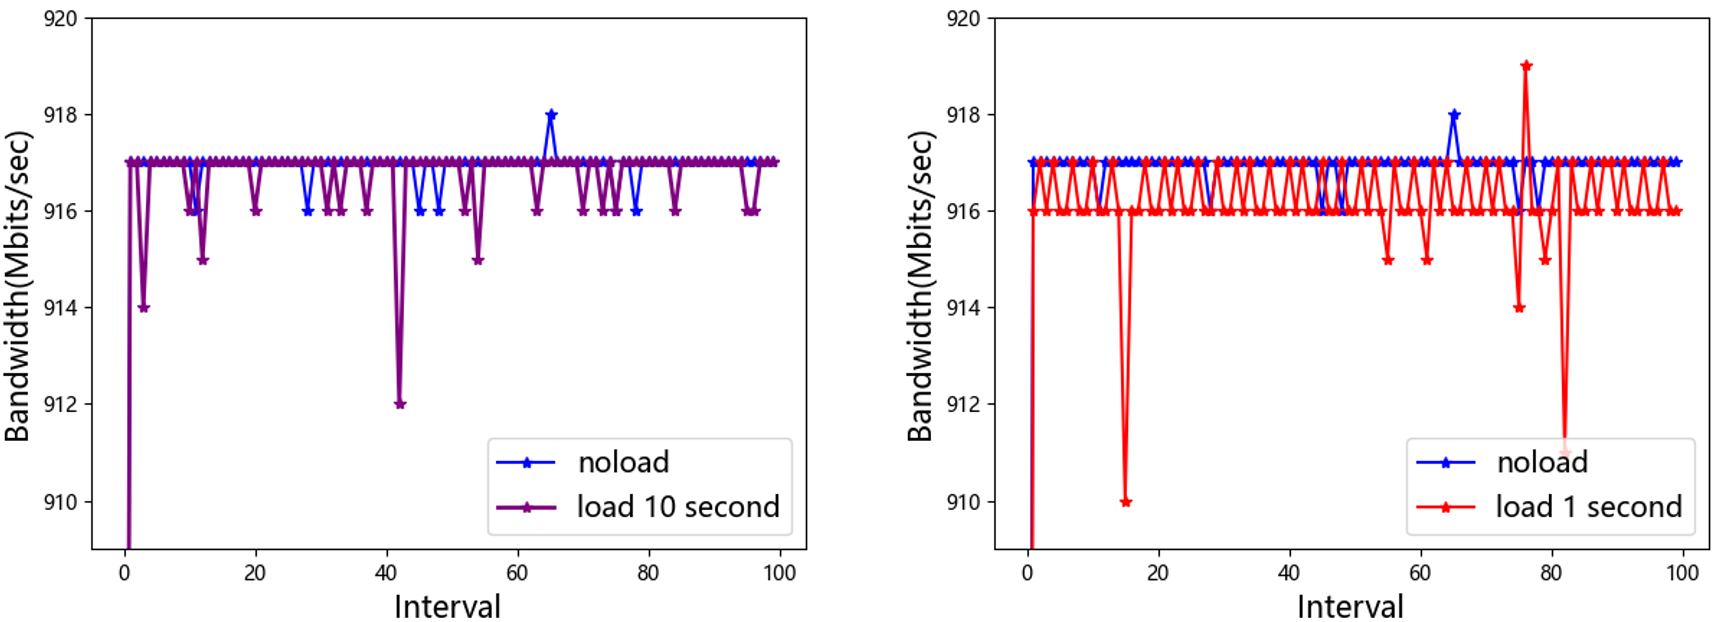 920
918
916
914
912
910
Bandwidth(Mbits/sec)
0 20 40 60 80 100
Interval
noload
load 10 second
920
918
916
914
912
910
Bandwidth(Mbits/sec)
0 20 40 60 80 100
Interval
noload
load 1 second